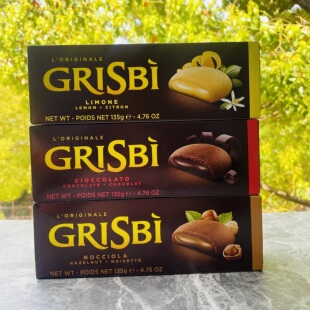 L'ORIGINALE
GRISBÌ
LIMONE
LEMON - CITRON
NET WT - POIDS NET 135g ℮ 4.76 OZ
L'ORIGINALE
GRISBÌ
CIOCCOLATO
CHOCOLATE - CHOCOLAT
NET WT - POIDS NET 135g ℮ 4.76 OZ
L'ORIGINALE
GRISBÌ
NOCCIOLA
HAZELNUT - NOISETTE
NET WT - POIDS NET 135g ℮ 4.76 OZ